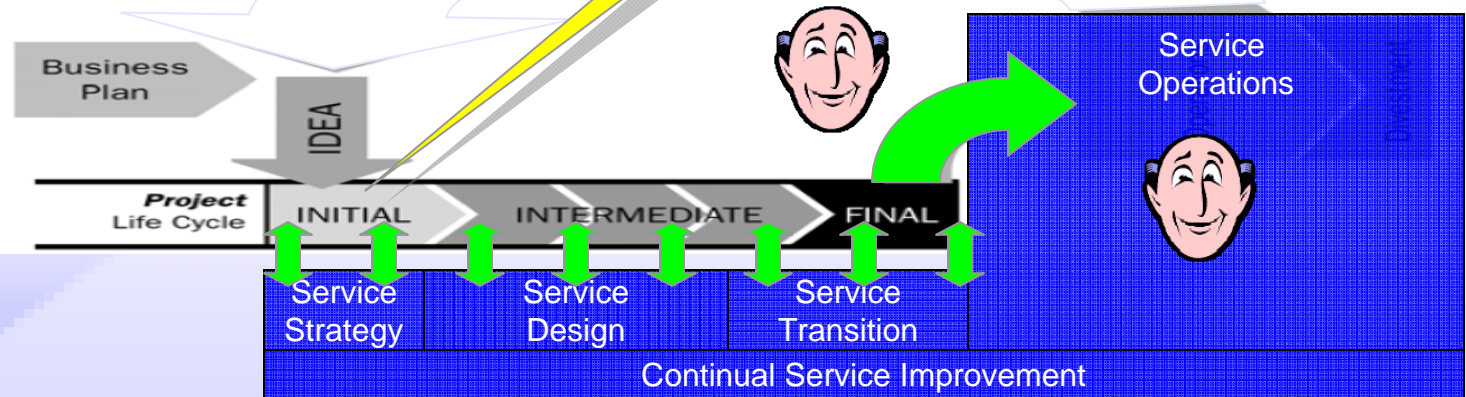 Business
Plan
IDEA
Service
Operations
Divestment
Project
Life Cycle
INITIAL
INTERMEDIATE
FINAL
Service
Strategy
Service
Design
Service
Transition
Continual Service Improvement